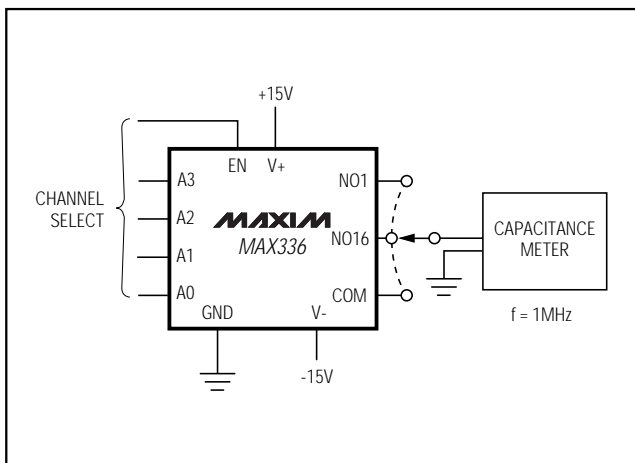 +15V
EN V+
A3
NO1
CHANNEL
SELECT
A2
MAXIM
MAX336
NO16
CAPACITANCE
METER
A1
A0
COM
GND
V-
f = 1MHz
-15V